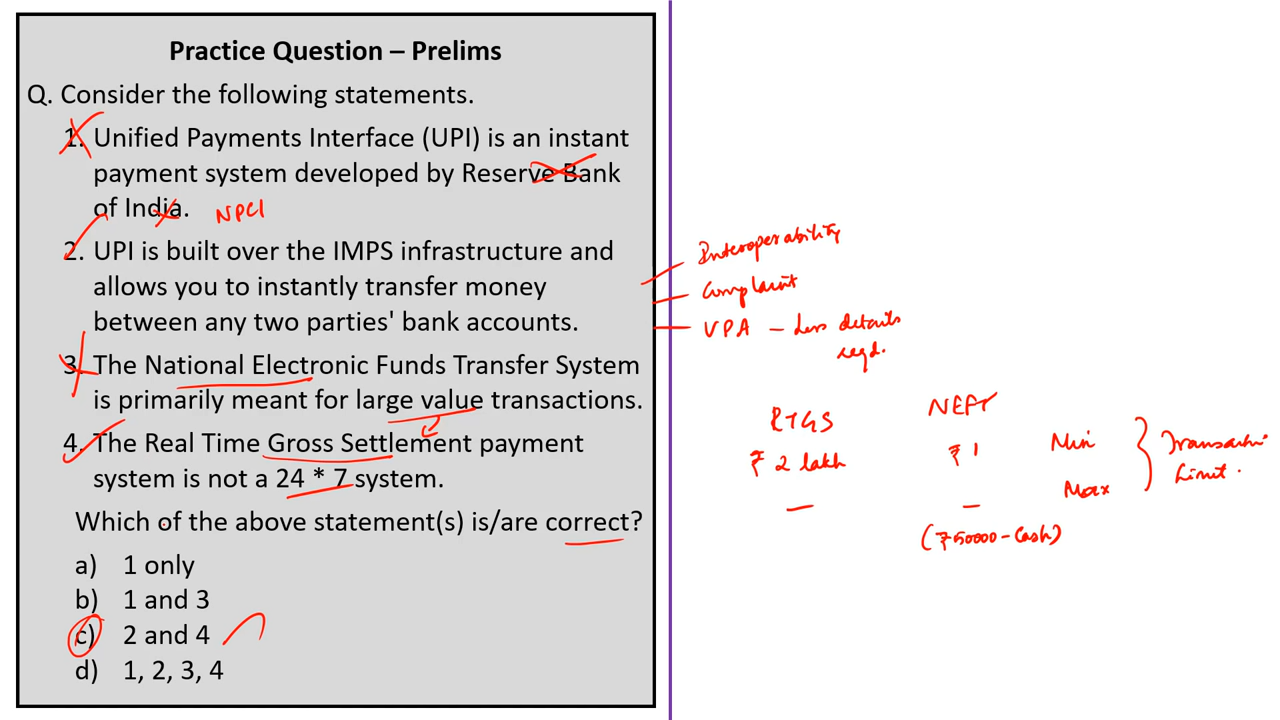 Practice Question – Prelims
Q. Consider the following statements.
1. Unified Payments Interface (UPI) is an instant
payment system developed by Reserve Bank
of India. NPCI
2. UPI is built over the IMPS infrastructure and
allows you to instantly transfer money
between any two parties' bank accounts.
3. The National Electronic Funds Transfer System
is primarily meant for large value transactions.
4. The Real Time Gross Settlement payment
system is not a 24 * 7 system.
Which of the above statement(s) is/are correct?
a) 1 only
b) 1 and 3
c) 2 and 4
d) 1, 2, 3, 4
Interoperability
Complaint
VPA – Less details
reqd.
RTGS NEFT
₹ 2 lakh ₹ 1 Min
Max
Transaction
Limit.
— —
(₹50000 – Cash)